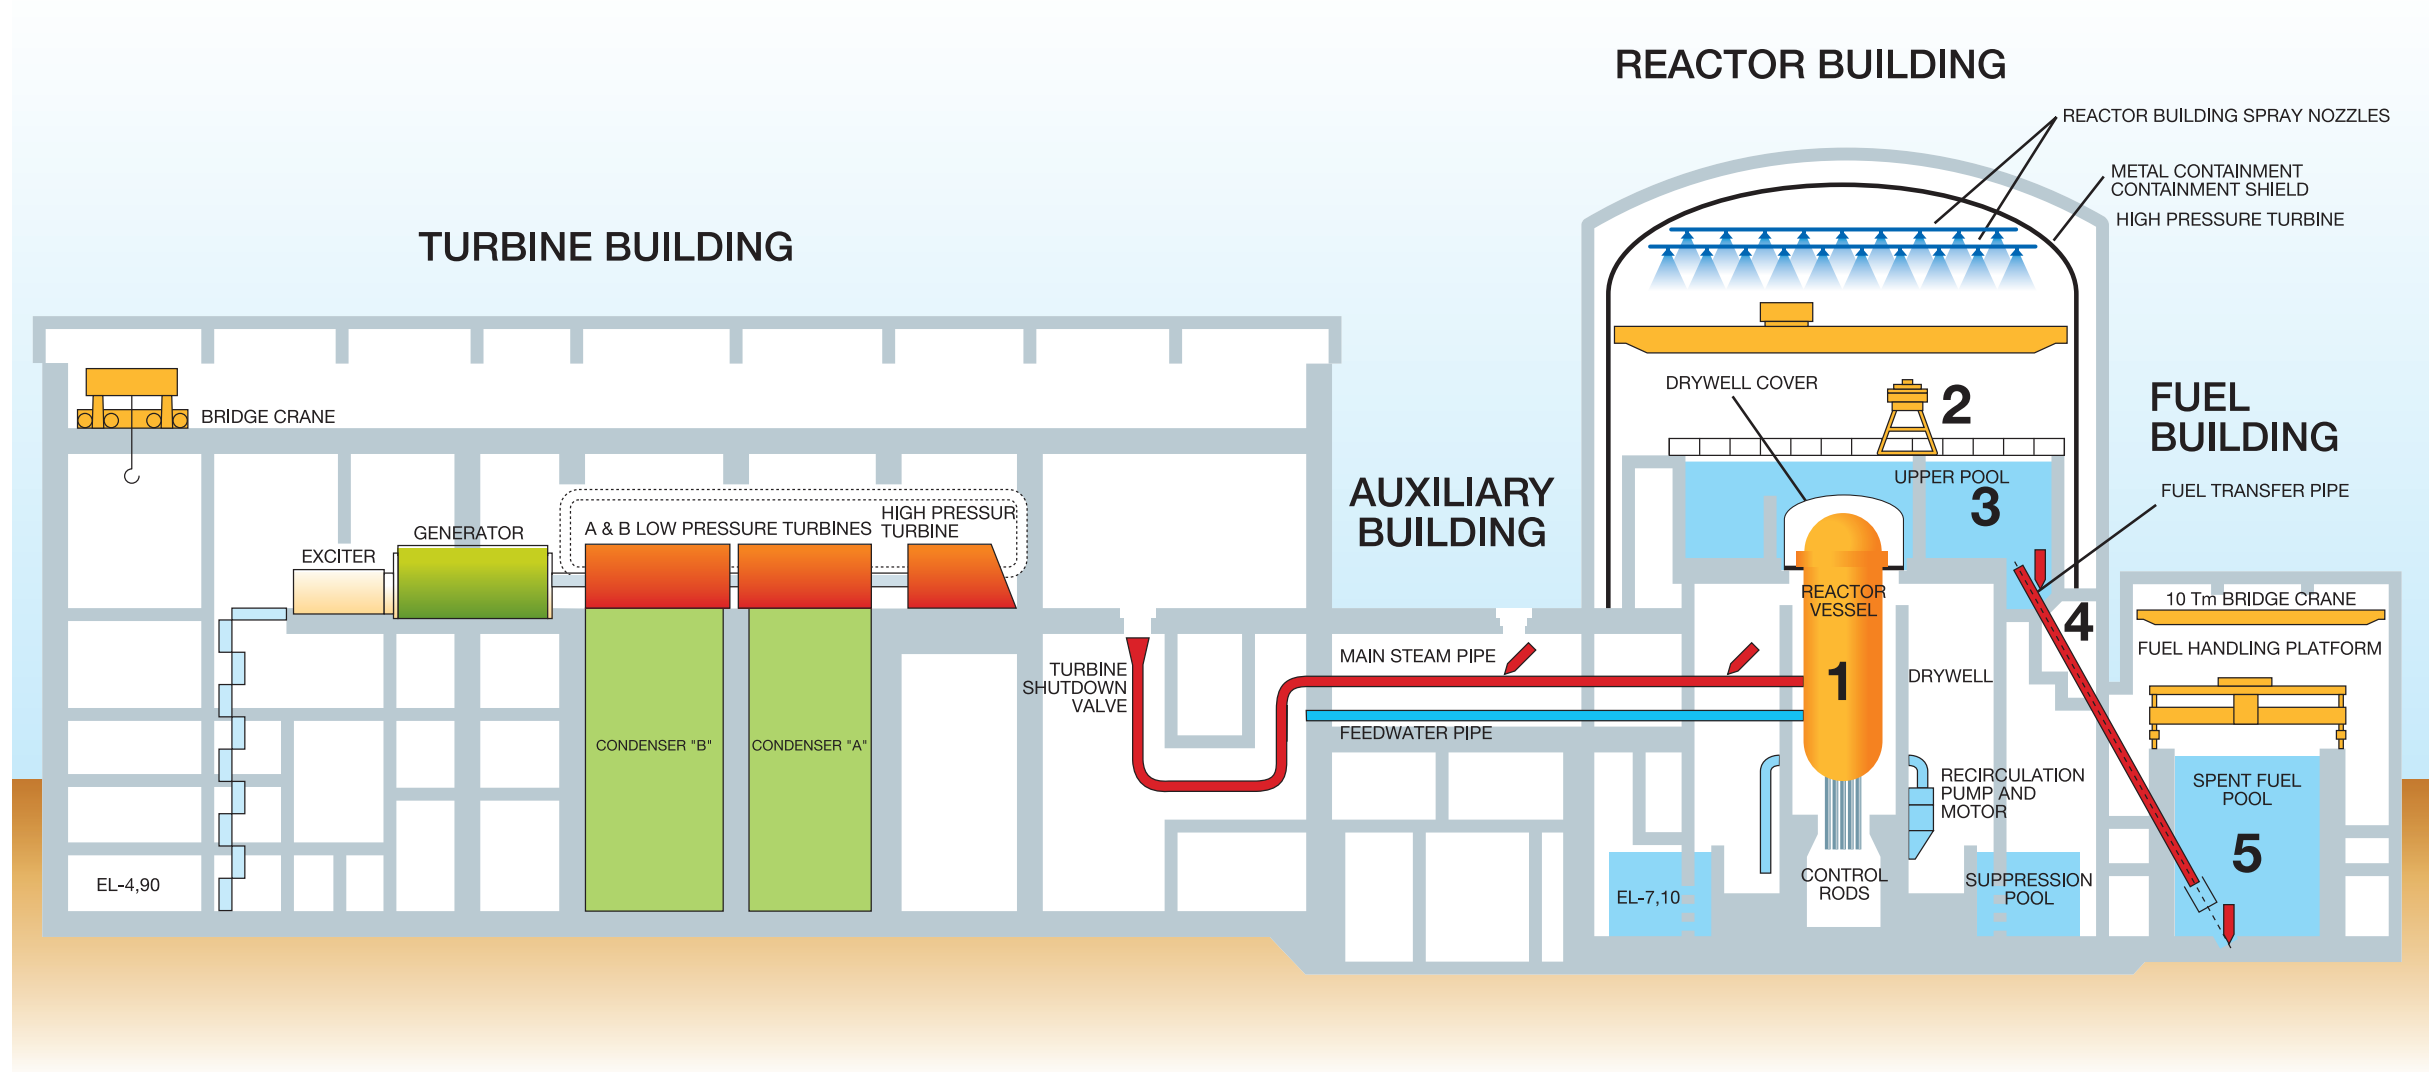 REACTOR BUILDING
REACTOR BUILDING SPRAY NOZZLES
METAL CONTAINMENT
CONTAINMENT SHIELD
HIGH PRESSURE TURBINE
TURBINE BUILDING
BRIDGE CRANE
DRYWELL COVER
2
FUEL
BUILDING
UPPER POOL
3
FUEL TRANSFER PIPE
AUXILIARY
BUILDING
EXCITER
GENERATOR
A & B LOW PRESSURE TURBINES
HIGH PRESSUR
TURBINE
REACTOR
VESSEL
1
4
10 Tm BRIDGE CRANE
FUEL HANDLING PLATFORM
TURBINE
SHUTDOWN
VALVE
MAIN STEAM PIPE
DRYWELL
FEEDWATER PIPE
CONDENSER "B"
CONDENSER "A"
RECIRCULATION
PUMP AND
MOTOR
SPENT FUEL
POOL
5
EL-4,90
EL-7,10
CONTROL
RODS
SUPPRESSION
POOL